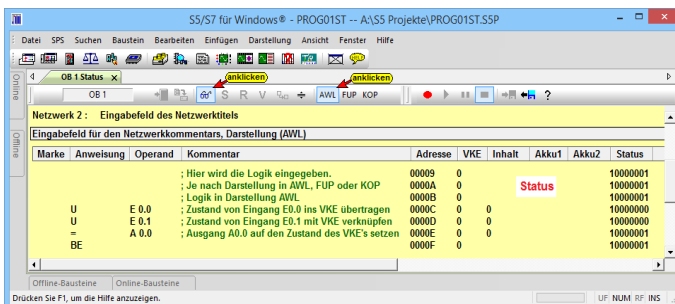 S5/S7 für Windows® - PROG01ST -- A:\S5 Projekte\PROG01ST.S5P
Datei SPS Suchen Baustein Bearbeiten Einfügen Darstellung Ansicht Fenster Hilfe
Online
Offline
OB 1 Status x
anklicken
anklicken
OB 1
S R V
AWL FUP KOP
?
Netzwerk 2 : Eingabefeld des Netzwerktitels
Eingabefeld für den Netzwerkkommentars, Darstellung (AWL)
Marke Anweisung Operand Kommentar Adresse VKE Inhalt Akku1 Akku2 Status
; Hier wird die Logik eingegeben. 00009 0 10000001
; Je nach Darstellung in AWL, FUP oder KOP 0000A 0 10000001
; Logik in Darstellung AWL 0000B 0 10000001
Status
U E 0.0 ; Zustand von Eingang E0.0 ins VKE übertragen 0000C 0 0 10000000
U E 0.1 ; Zustand von Eingang E0.1 mit VKE verknüpfen 0000D 0 0 10000000
= A 0.0 ; Ausgang A0.0 auf den Zustand des VKE's setzen 0000E 0 0 10000001
BE 0000F 0 10000001
Offline-Bausteine Online-Bausteine
Drücken Sie F1, um die Hilfe anzuzeigen. UF NUM RF INS